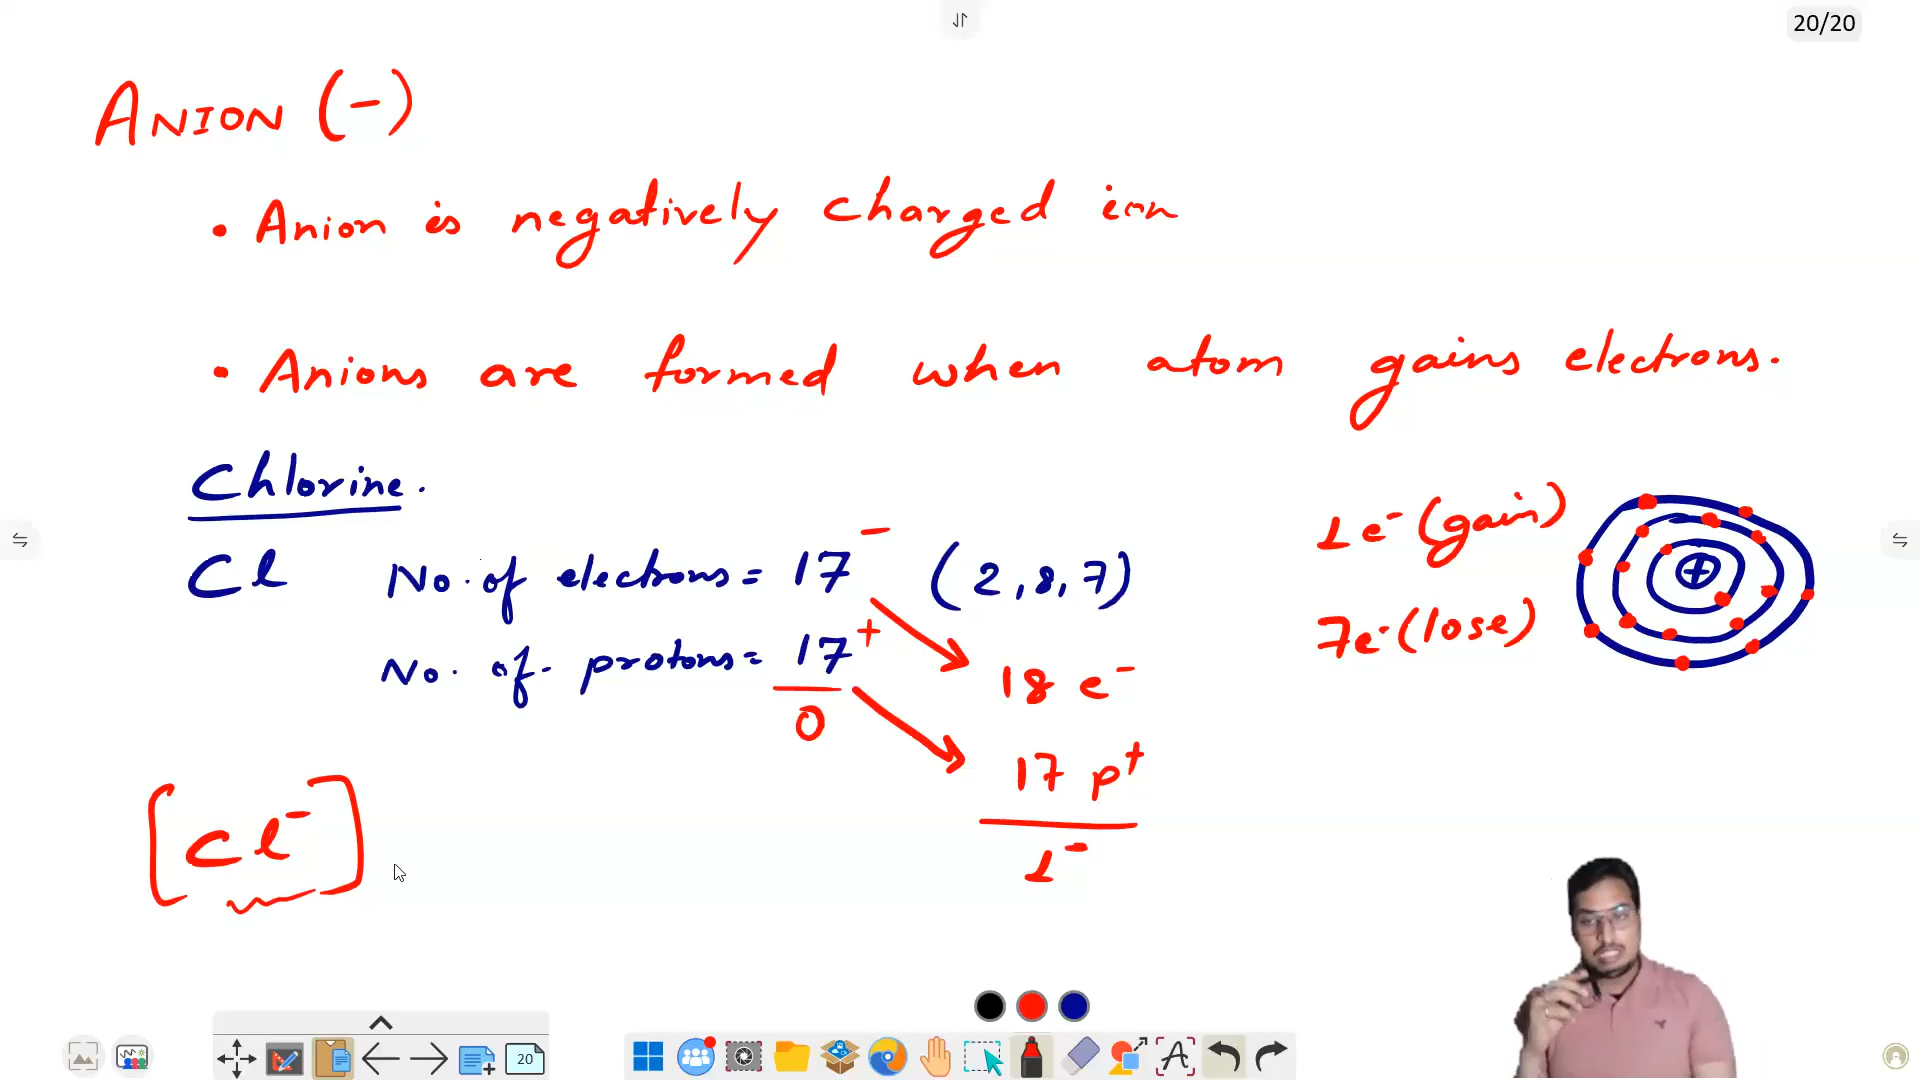 20/20
ANION (-)
• Anion is negatively charged ion
• Anions are formed when atom gains electrons.
Chlorine.
Cl No. of electrons = 17⁻ (2,8,7) 1e⁻ (gain)
No. of protons = 17⁺ 7e⁻ (lose)
0 18 e⁻
17 p⁺
1⁻
[Cl⁻]
+
20
A